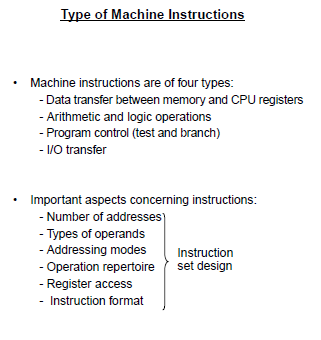 Type of Machine Instructions
• Machine instructions are of four types:
- Data transfer between memory and CPU registers
- Arithmetic and logic operations
- Program control (test and branch)
- I/O transfer
• Important aspects concerning instructions:
- Number of addresses
- Types of operands
- Addressing modes
- Operation repertoire
- Register access
- Instruction format
Instruction
set design